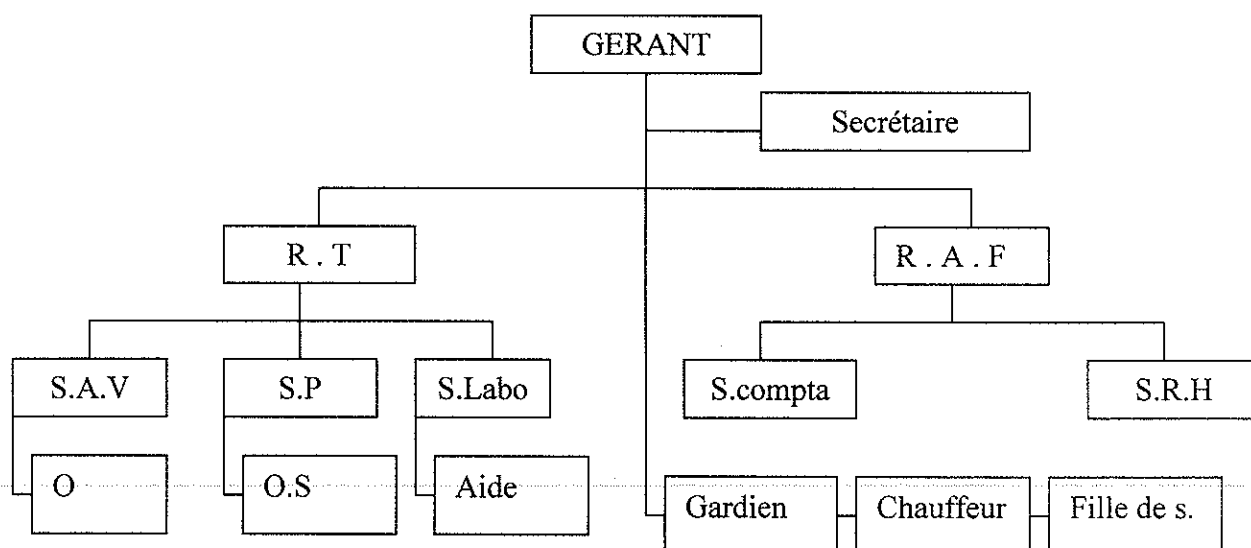 GERANT
Secrétaire
R . T
R . A . F
S.A.V
S.P
S.Labo
S.compta
S.R.H
O
O.S
Aide
Gardien
Chauffeur
Fille de s.